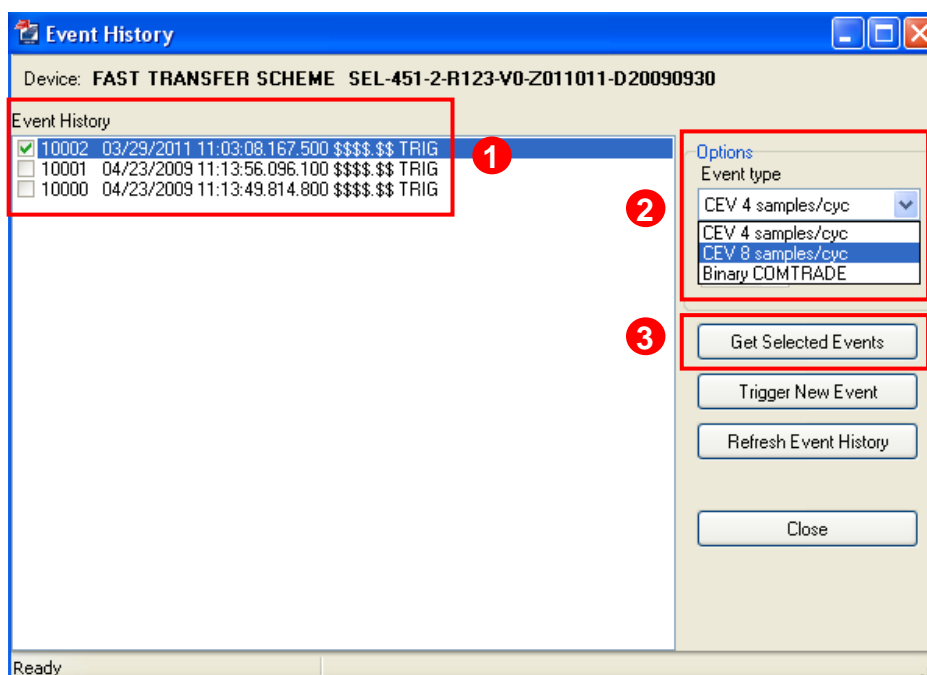 Event History
Device: FAST TRANSFER SCHEME SEL-451-2-R123-V0-Z011011-D20090930
Event History
10002 03/29/2011 11:03:08.167.500 $$$$.$$ TRIG
10001 04/23/2009 11:13:56.096.100 $$$$.$$ TRIG
10000 04/23/2009 11:13:49.814.800 $$$$.$$ TRIG
1
Options
Event type
2
CEV 4 samples/cyc
CEV 4 samples/cyc
CEV 8 samples/cyc
Binary COMTRADE
3
Get Selected Events
Trigger New Event
Refresh Event History
Close
Ready